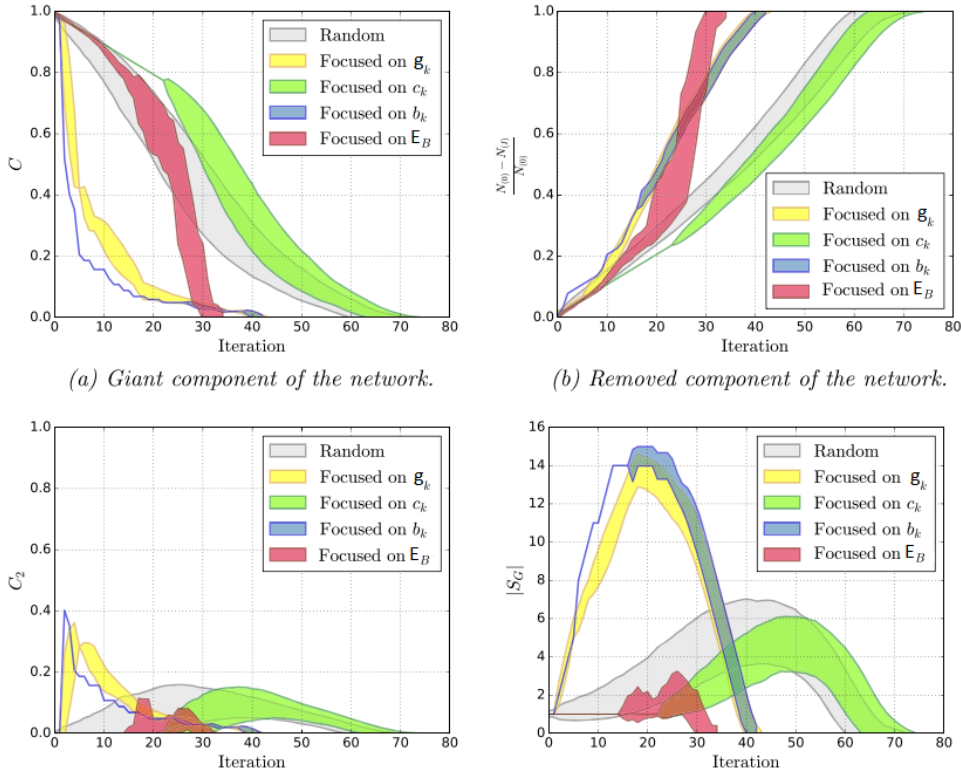 1.0
0.8
0.6
0.4
0.2
0.0
C
0 10 20 30 40 50 60 70 80
Iteration
Random
Focused on g_k
Focused on c_k
Focused on b_k
Focused on E_B
(a) Giant component of the network.
1.0
0.8
0.6
0.4
0.2
0.0
N_(0) − N_(I)
N_(0)
0 10 20 30 40 50 60 70 80
Iteration
Random
Focused on g_k
Focused on c_k
Focused on b_k
Focused on E_B
(b) Removed component of the network.
1.0
0.8
0.6
0.4
0.2
0.0
C_2
0 10 20 30 40 50 60 70 80
Iteration
Random
Focused on g_k
Focused on c_k
Focused on b_k
Focused on E_B
16
14
12
10
8
6
4
2
0
|S_G|
0 10 20 30 40 50 60 70 80
Iteration
Random
Focused on g_k
Focused on c_k
Focused on b_k
Focused on E_B